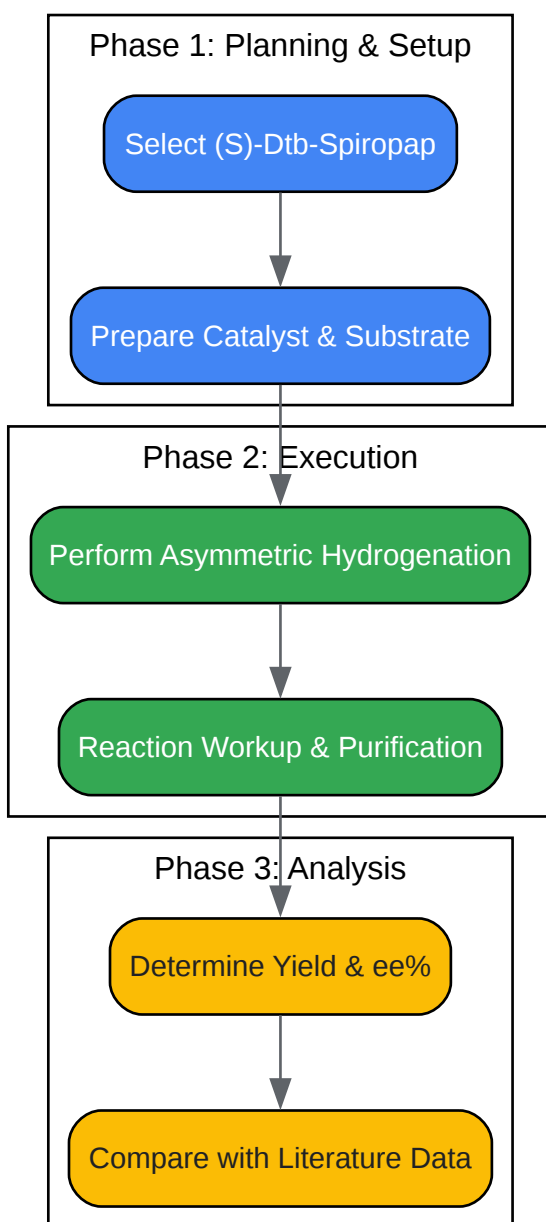 Phase 1: Planning & Setup
Select (S)-Dtb-Spiropap
Prepare Catalyst & Substrate
Phase 2: Execution
Perform Asymmetric Hydrogenation
Reaction Workup & Purification
Phase 3: Analysis
Determine Yield & ee%
Compare with Literature Data